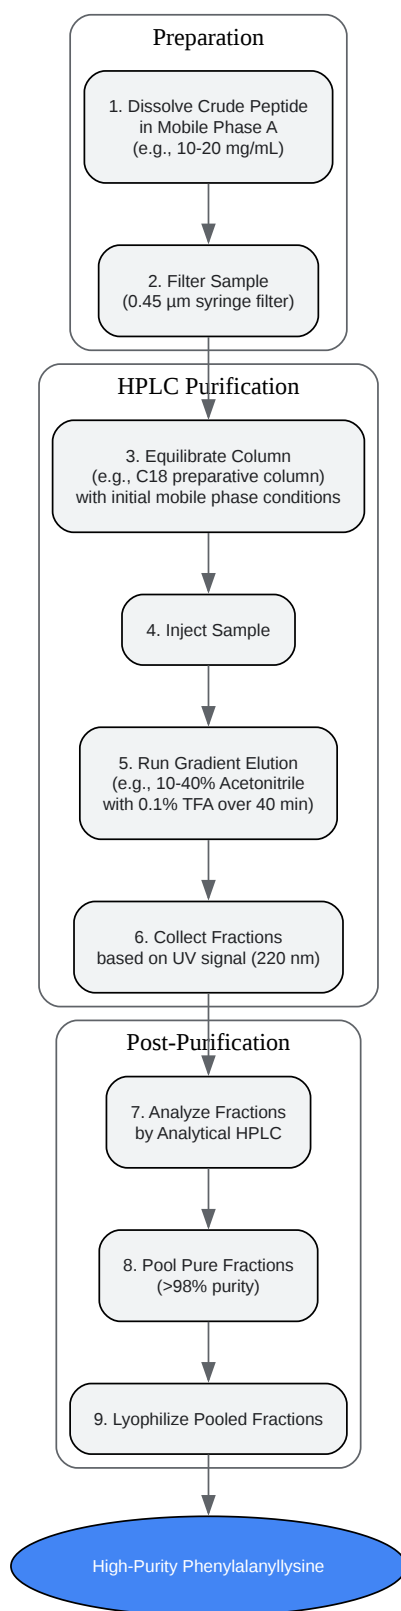 Preparation
1. Dissolve Crude Peptide
in Mobile Phase A
(e.g., 10-20 mg/mL)
2. Filter Sample
(0.45 µm syringe filter)
HPLC Purification
3. Equilibrate Column
(e.g., C18 preparative column)
with initial mobile phase conditions
4. Inject Sample
5. Run Gradient Elution
(e.g., 10-40% Acetonitrile
with 0.1% TFA over 40 min)
6. Collect Fractions
based on UV signal (220 nm)
Post-Purification
7. Analyze Fractions
by Analytical HPLC
8. Pool Pure Fractions
(>98% purity)
9. Lyophilize Pooled Fractions
High-Purity Phenylalanyllysine